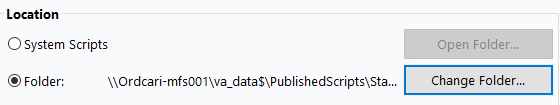 Location
System Scripts
Open Folder...
Folder: \\Ordcari-mfs001\va_data$\PublishedScripts\Sta...
Change Folder...